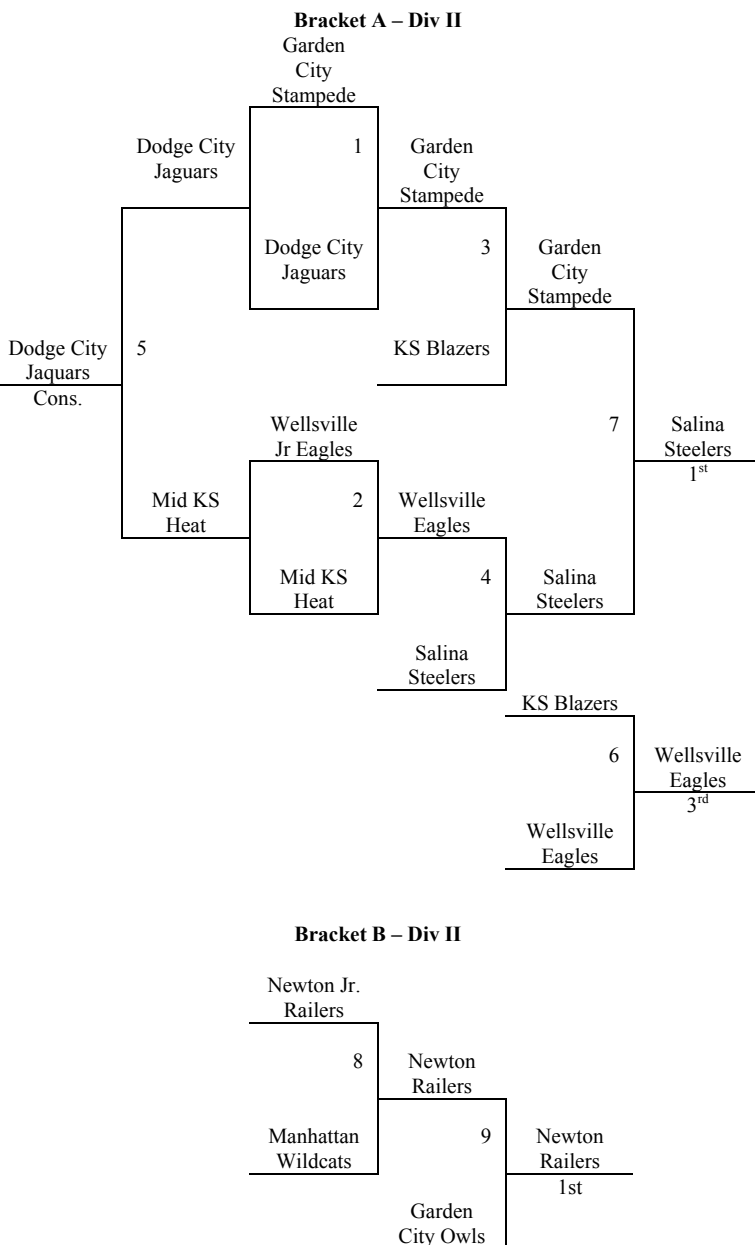 Bracket A – Div II
Garden
City
Stampede
Dodge City
Jaguars
1
Garden
City
Stampede
Dodge City
Jaguars
3
Garden
City
Stampede
KS Blazers
Dodge City
Jaquars
Cons.
5
Wellsville
Jr Eagles
7
Salina
Steelers
1st
Mid KS
Heat
2
Wellsville
Eagles
Mid KS
Heat
4
Salina
Steelers
Salina
Steelers
KS Blazers
6
Wellsville
Eagles
3rd
Wellsville
Eagles
Bracket B – Div II
Newton Jr.
Railers
8
Newton
Railers
Manhattan
Wildcats
9
Newton
Railers
1st
Garden
City Owls